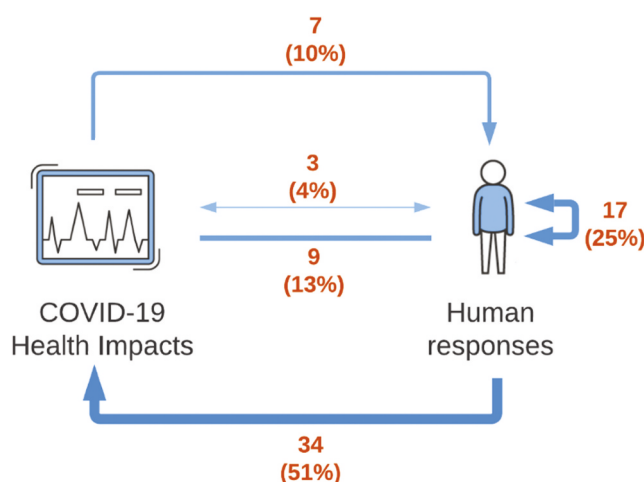 7
(10%)
3
(4%)
17
(25%)
9
(13%)
COVID-19
Health Impacts
Human
responses
34
(51%)